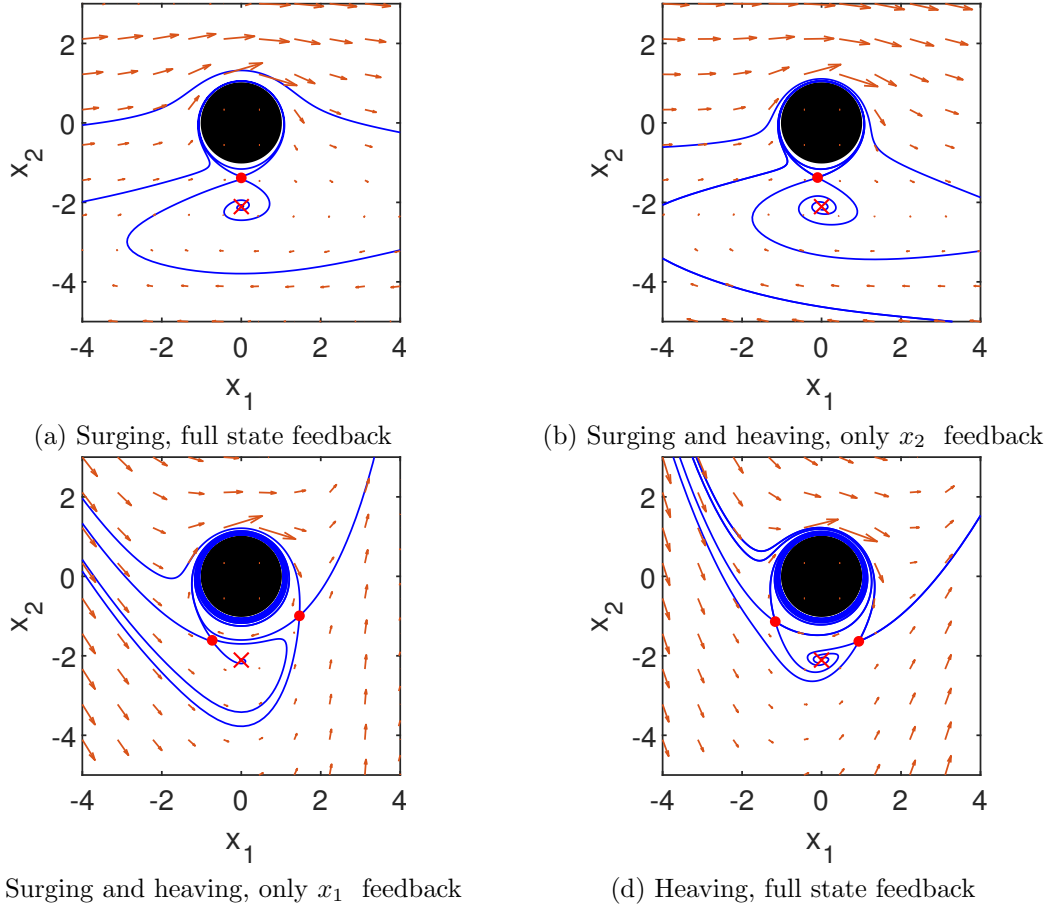 2
0
-2
-4
x₂
-4 -2 0 2 4
x₁
(a) Surging, full state feedback
2
0
-2
-4
x₂
-4 -2 0 2 4
x₁
(b) Surging and heaving, only x₂ feedback
2
0
-2
-4
x₂
-4 -2 0 2 4
x₁
Surging and heaving, only x₁ feedback
2
0
-2
-4
x₂
-4 -2 0 2 4
x₁
(d) Heaving, full state feedback